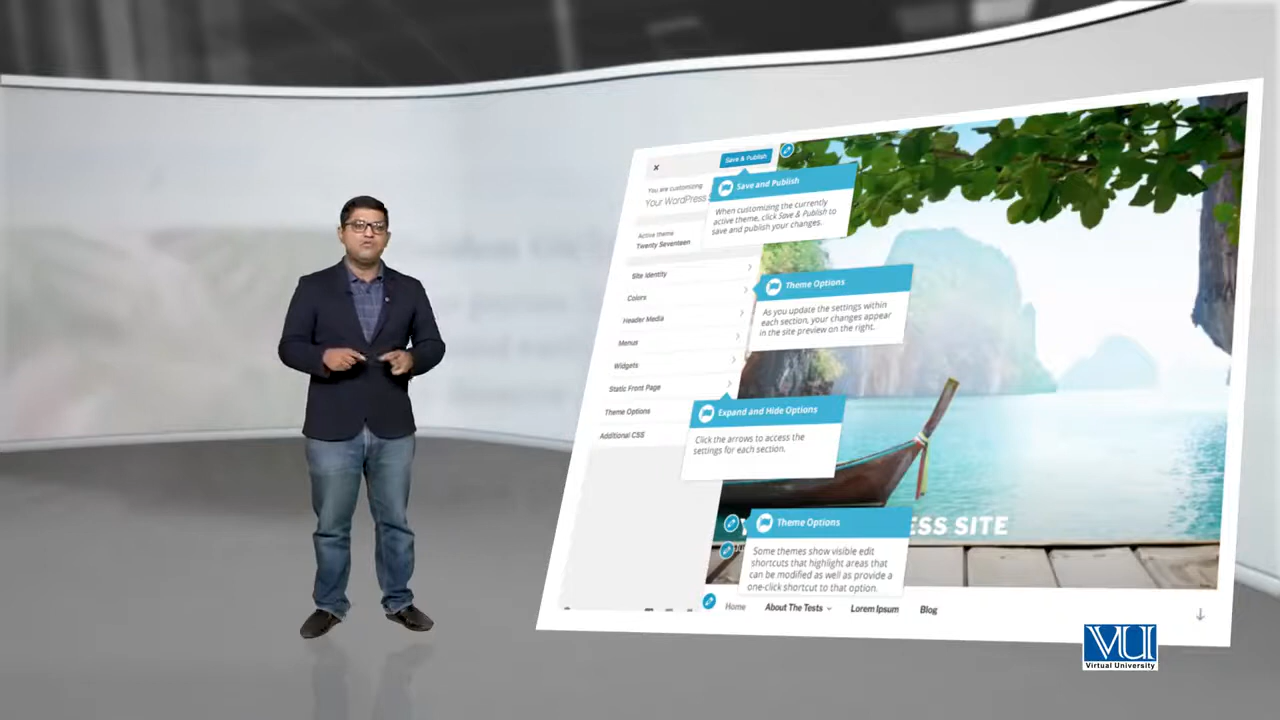 Save & Publish
You are customizing
Your WordPress
Active theme
Twenty Seventeen
Site Identity
Colors
Header Media
Menus
Widgets
Static Front Page
Theme Options
Additional CSS
Save and Publish
When customizing the currently
active theme, click Save & Publish to
save and publish your changes.
Theme Options
As you update the settings within
each section, your changes appear
in the site preview on the right.
Expand and Hide Options
Click the arrows to access the
settings for each section.
Theme Options
Some themes show visible edit
shortcuts that highlight areas that
can be modified as well as provide a
one-click shortcut to that option.
ESS SITE
Home About The Tests Lorem Ipsum Blog
VU
Virtual University